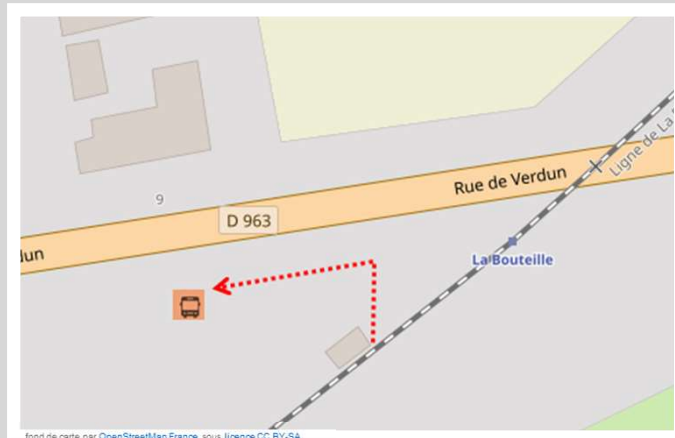 Ligne de La
Rue de Verdun
9
D 963
La Bouteille
fond de carte par OpenStreetMap France, sous licence CC BY-SA